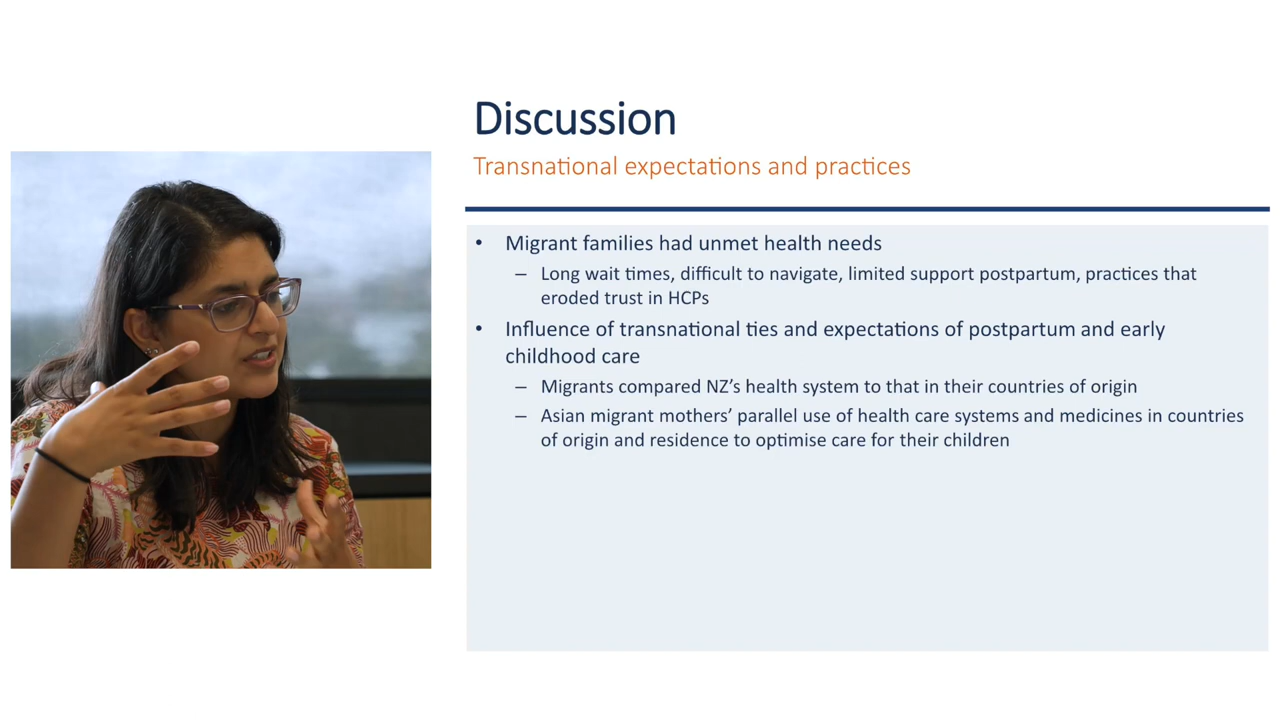 Discussion
Transnational expectations and practices
• Migrant families had unmet health needs
– Long wait times, difficult to navigate, limited support postpartum, practices that
eroded trust in HCPs
• Influence of transnational ties and expectations of postpartum and early
childhood care
– Migrants compared NZ's health system to that in their countries of origin
– Asian migrant mothers' parallel use of health care systems and medicines in countries
of origin and residence to optimise care for their children